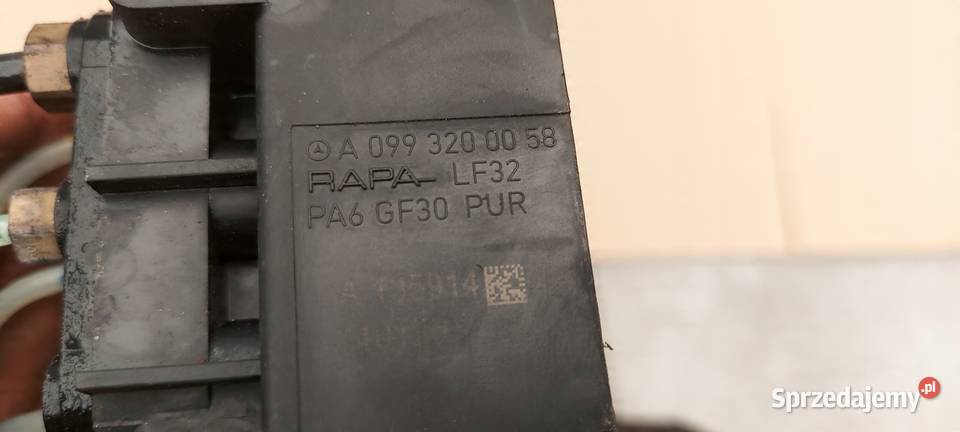 A 099 320 00 58
RAPA LF32
PA6 GF30 PUR
Sprzedajemy.pl